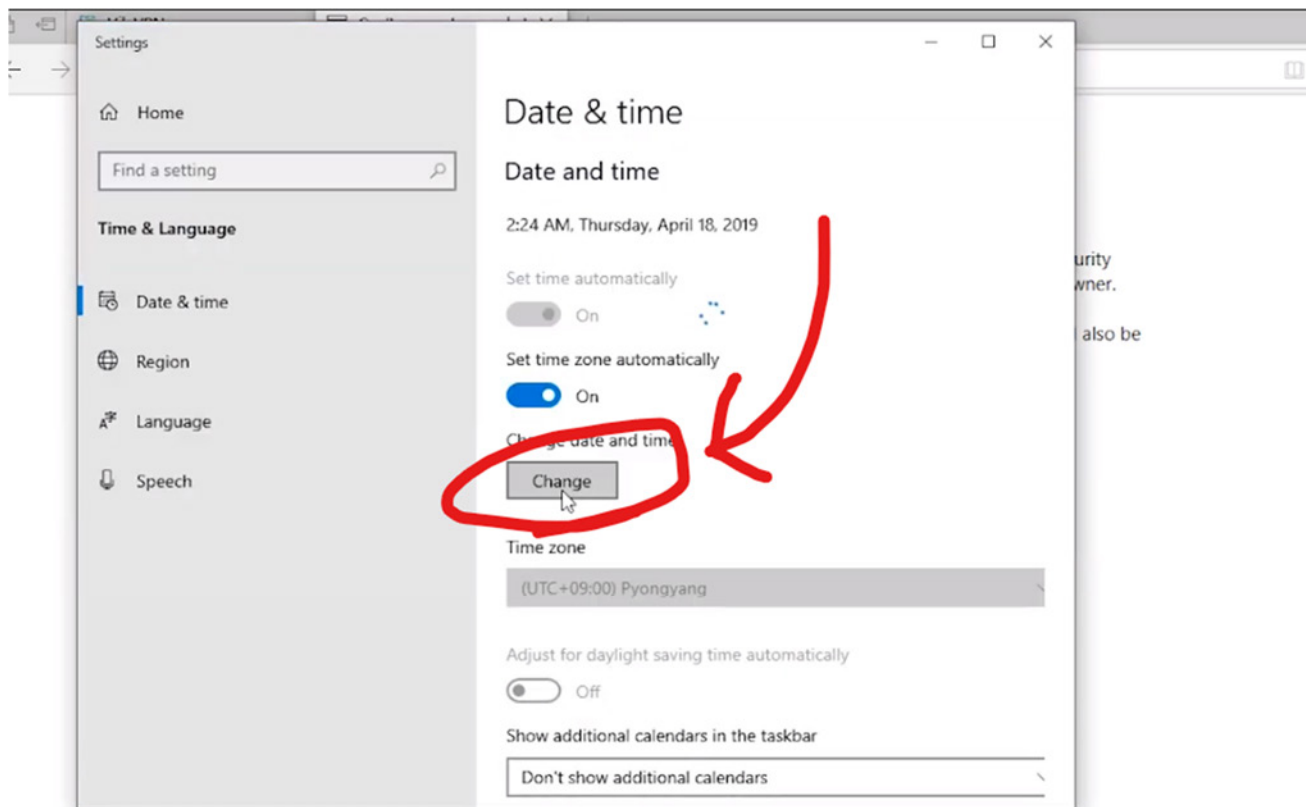 Settings
Home
Find a setting
Time & Language
Date & time
Region
Language
Speech
Date & time
Date and time
2:24 AM, Thursday, April 18, 2019
Set time automatically
On
Set time zone automatically
On
Change date and time
Change
Time zone
(UTC+09:00) Pyongyang
Adjust for daylight saving time automatically
Off
Show additional calendars in the taskbar
Don't show additional calendars
also be